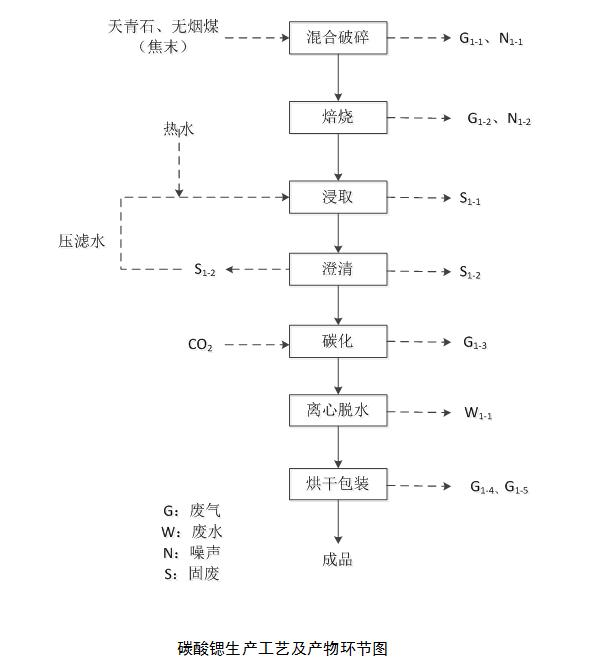 天青石、无烟煤
（焦末）
混合破碎
G1-1、N1-1
焙烧
G1-2、N1-2
热水
浸取
S1-1
压滤水
S1-2
澄清
S1-2
CO2
碳化
G1-3
离心脱水
W1-1
烘干包装
G1-4、G1-5
G：废气
W：废水
N：噪声
S：固废
成品
碳酸锶生产工艺及产物环节图